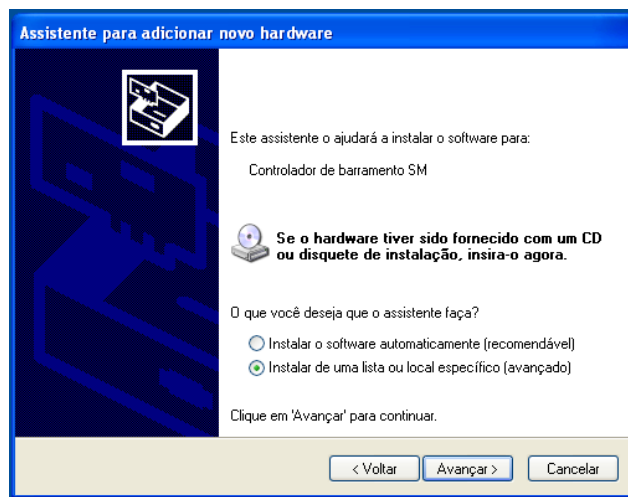 Assistente para adicionar novo hardware
Este assistente o ajudará a instalar o software para:
Controlador de barramento SM
Se o hardware tiver sido fornecido com um CD
ou disquete de instalação, insira-o agora.
O que você deseja que o assistente faça?
Instalar o software automaticamente (recomendável)
Instalar de uma lista ou local específico (avançado)
Clique em 'Avançar' para continuar.
< Voltar
Avançar >
Cancelar